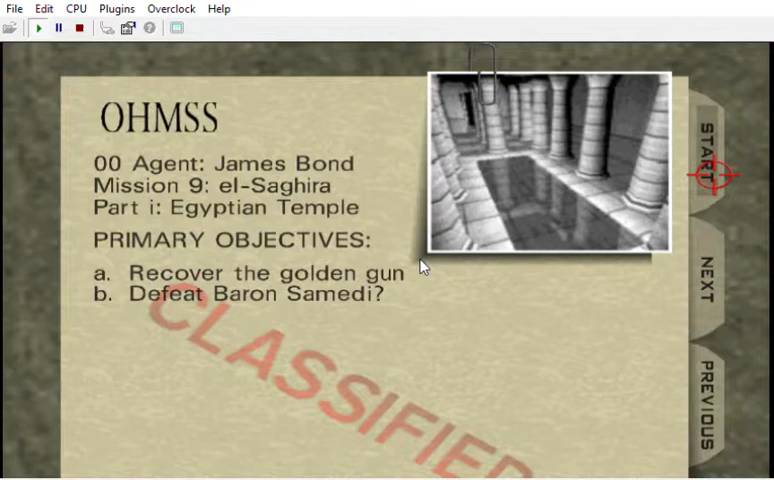 File Edit CPU Plugins Overclock Help
OHMSS
00 Agent: James Bond
Mission 9: el-Saghira
Part i: Egyptian Temple
PRIMARY OBJECTIVES:
a. Recover the golden gun
b. Defeat Baron Samedi?
CLASSIFIED
START
NEXT
PREVIOUS